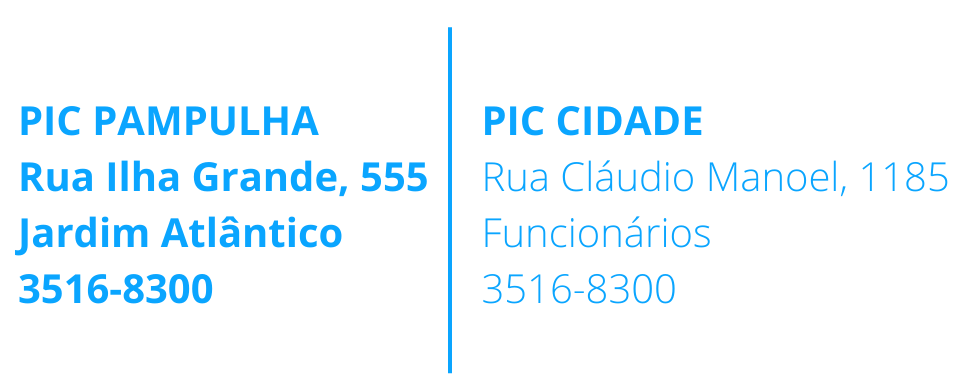 PIC PAMPULHA
Rua Ilha Grande, 555
Jardim Atlântico
3516-8300
PIC CIDADE
Rua Cláudio Manoel, 1185
Funcionários
3516-8300